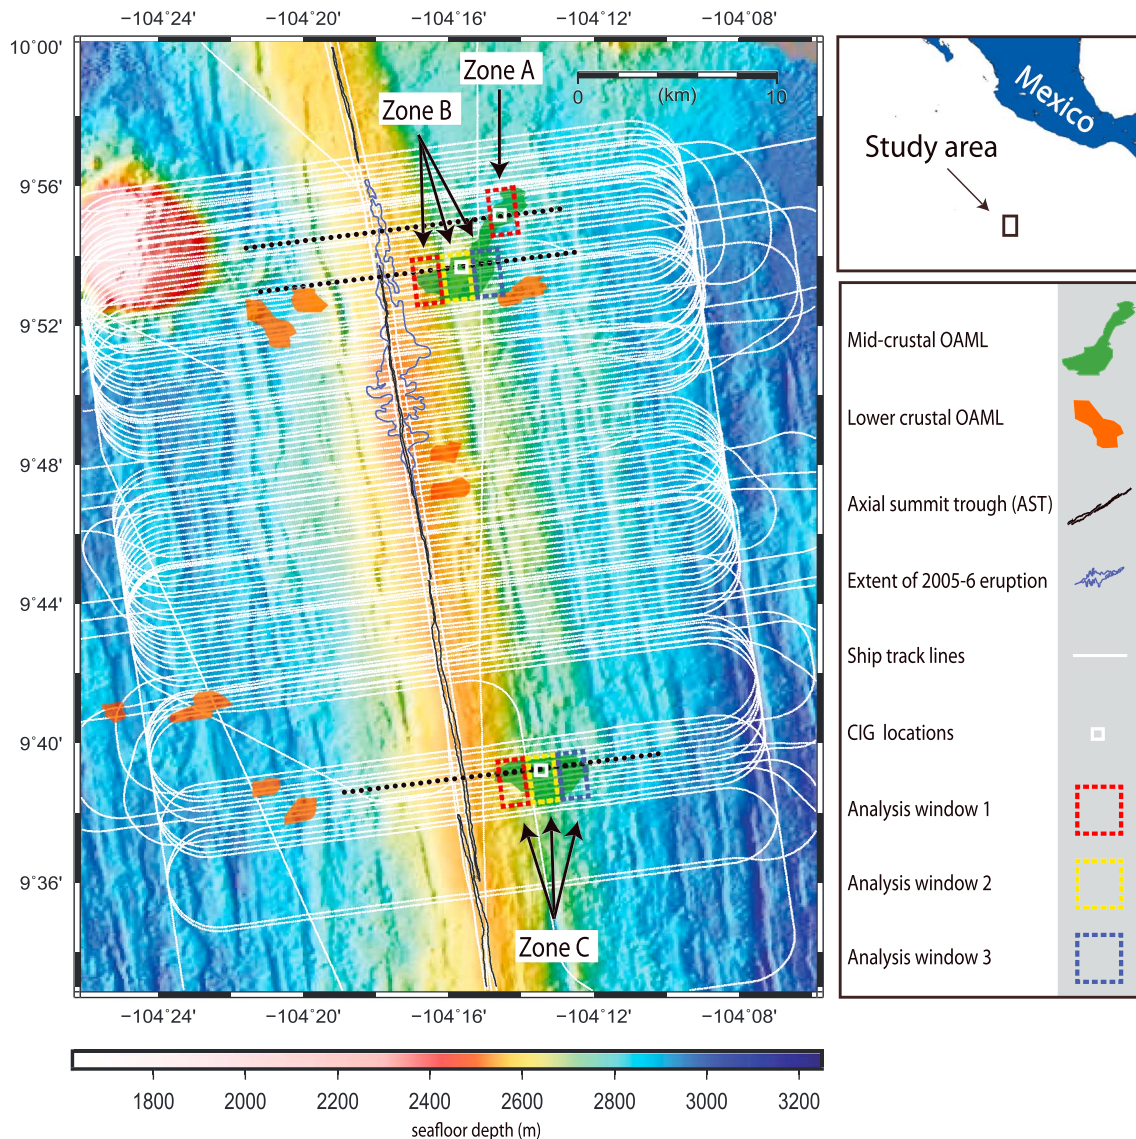 −104˚24' −104˚20' −104˚16' −104˚12' −104˚08'
10˚00'
9˚56'
9˚52'
9˚48'
9˚44'
9˚40'
9˚36'
Zone A
Zone B
0 (km) 10
Zone C
−104˚24' −104˚20' −104˚16' −104˚12' −104˚08'
1800 2000 2200 2400 2600 2800 3000 3200
seafloor depth (m)
Mexico
Study area
Mid-crustal OAML
Lower crustal OAML
Axial summit trough (AST)
Extent of 2005-6 eruption
Ship track lines
CIG locations
Analysis window 1
Analysis window 2
Analysis window 3